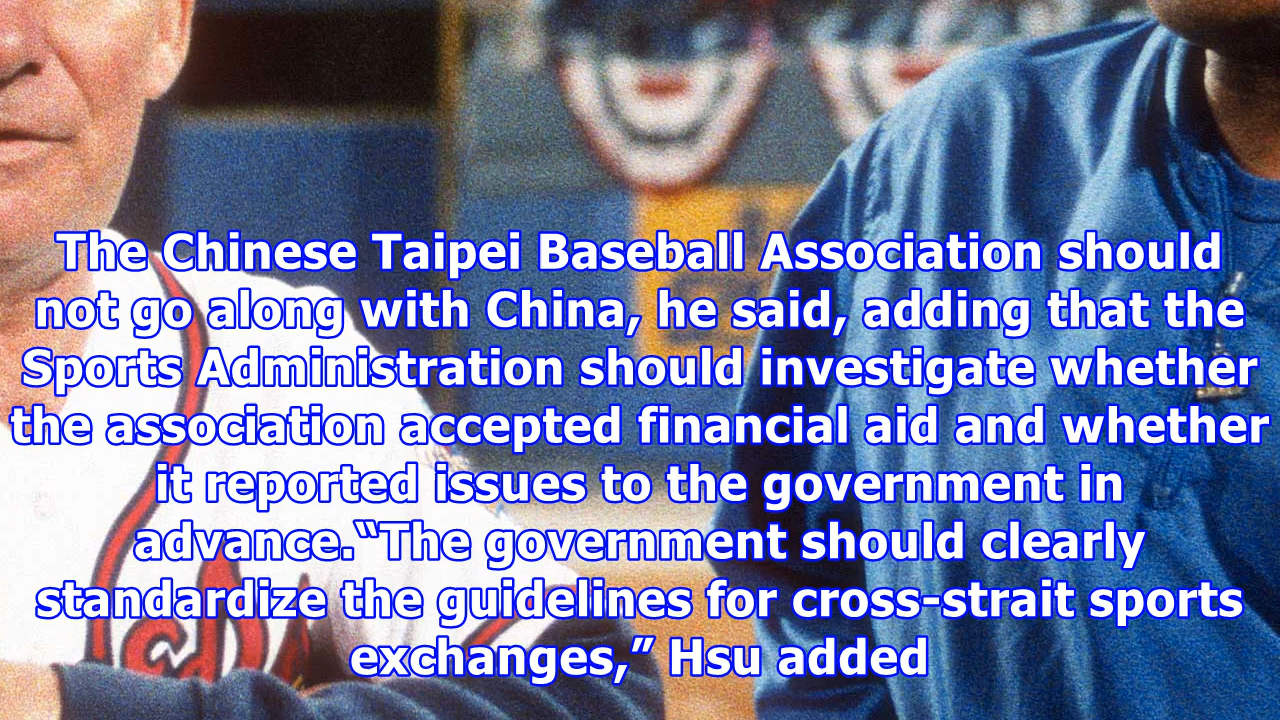 The Chinese Taipei Baseball Association should
not go along with China, he said, adding that the
Sports Administration should investigate whether
the association accepted financial aid and whether
it reported issues to the government in
advance.“The government should clearly
standardize the guidelines for cross-strait sports
exchanges,” Hsu added